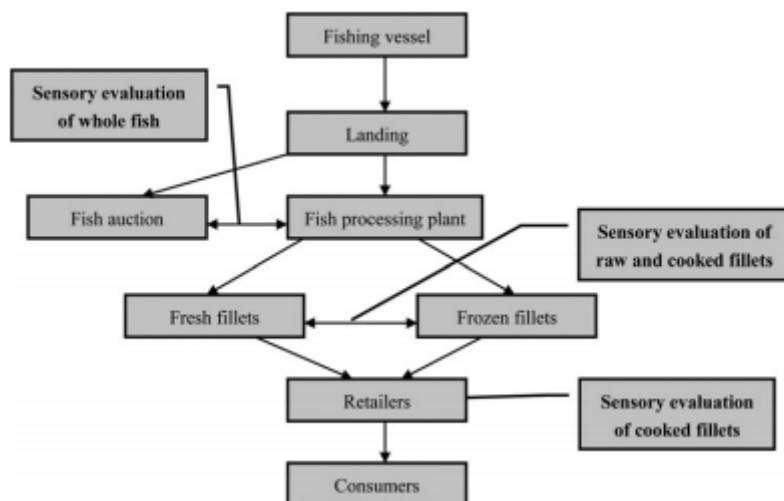 Fishing vessel
Sensory evaluation
of whole fish
Landing
Fish auction
Fish processing plant
Sensory evaluation of
raw and cooked fillets
Fresh fillets
Frozen fillets
Retailers
Sensory evaluation
of cooked fillets
Consumers